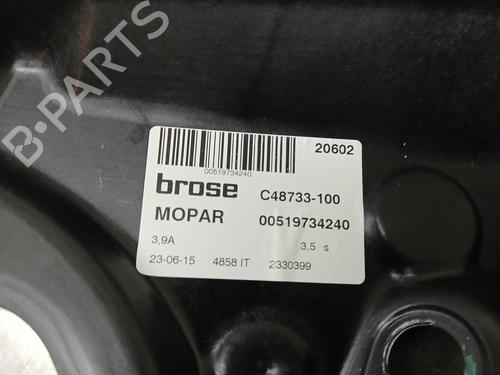 20602
00519734240
brose C48733-100
MOPAR 00519734240
3,9A 3,5 s
23-06-15 4858 IT 2330399
B-PARTS